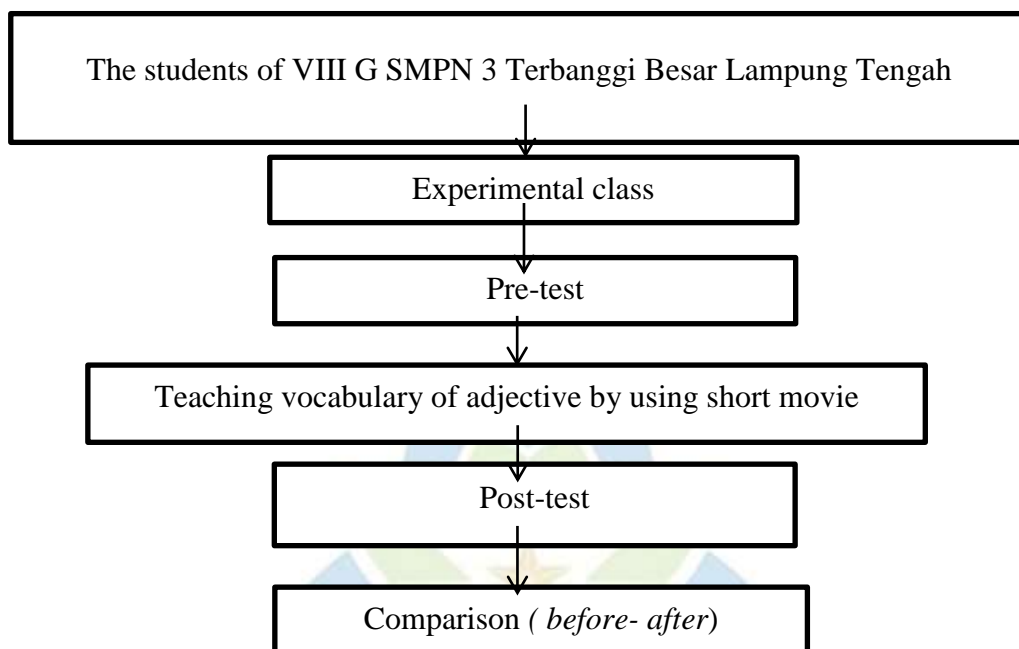 The students of VIII G SMPN 3 Terbanggi Besar Lampung Tengah
Experimental class
Pre-test
Teaching vocabulary of adjective by using short movie
Post-test
Comparison ( before- after)